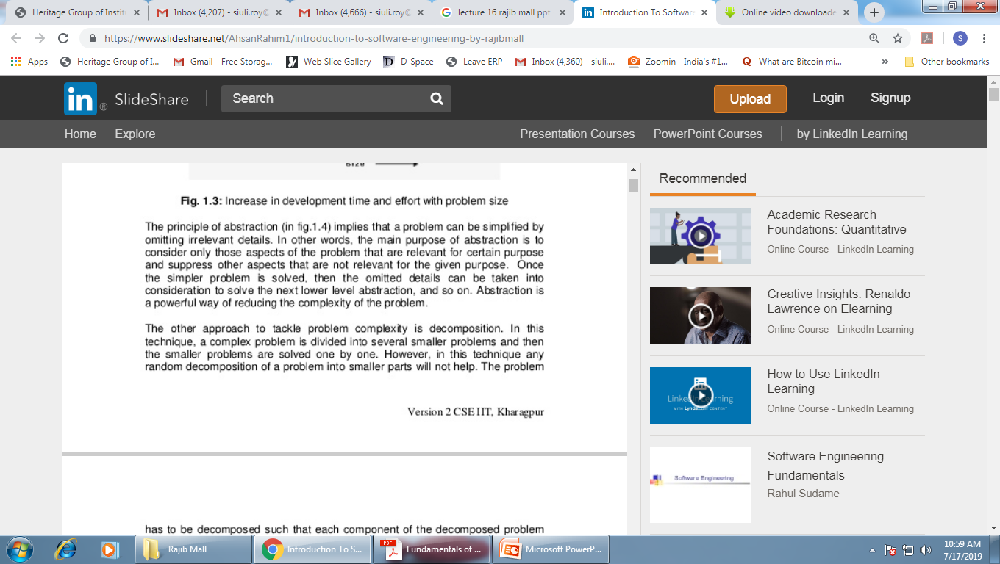 Heritage Group of Institu
Inbox (4,207) - siuli.roy@
Inbox (4,666) - siuli.roy@
lecture 16 rajib mall ppt
Introduction To Software
Online video downloade
https://www.slideshare.net/AhsanRahim1/introduction-to-software-engineering-by-rajibmall
S
Apps
Heritage Group of I...
Gmail - Free Storag...
Web Slice Gallery
D-Space
Leave ERP
Inbox (4,360) - siuli....
Zoomin - India's #1...
What are Bitcoin mi...
»
Other bookmarks
in ® SlideShare
Search
Upload
Login
Signup
Home
Explore
Presentation Courses
PowerPoint Courses
by LinkedIn Learning
Size
Fig. 1.3: Increase in development time and effort with problem size
The principle of abstraction (in fig.1.4) implies that a problem can be simplified by
omitting irrelevant details. In other words, the main purpose of abstraction is to
consider only those aspects of the problem that are relevant for certain purpose
and suppress other aspects that are not relevant for the given purpose. Once
the simpler problem is solved, then the omitted details can be taken into
consideration to solve the next lower level abstraction, and so on. Abstraction is
a powerful way of reducing the complexity of the problem.
The other approach to tackle problem complexity is decomposition. In this
technique, a complex problem is divided into several smaller problems and then
the smaller problems are solved one by one. However, in this technique any
random decomposition of a problem into smaller parts will not help. The problem
Version 2 CSE IIT, Kharagpur
has to be decomposed such that each component of the decomposed problem
Recommended
Academic Research
Foundations: Quantitative
Online Course - LinkedIn Learning
Creative Insights: Renaldo
Lawrence on Elearning
Online Course - LinkedIn Learning
in
LinkedIn Learning
WITH Lynda.com CONTENT
How to Use LinkedIn
Learning
Online Course - LinkedIn Learning
Software Engineering
Software Engineering
Fundamentals
Rahul Sudame
Rajib Mall
Introduction To S...
PDF
Fundamentals of ...
Microsoft PowerP...
10:59 AM
7/17/2019